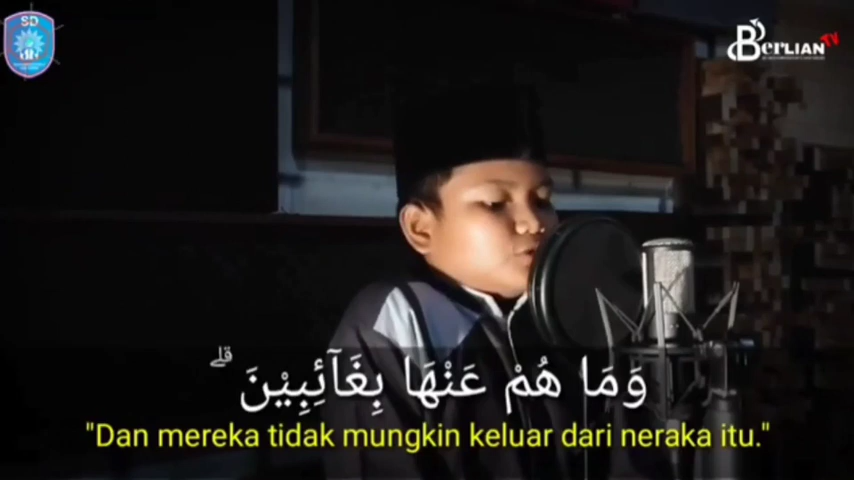 SD
BerLIAN TV
وَمَا هُمْ عَنْهَا بِغَآئِبِيْنَ ۗ
"Dan mereka tidak mungkin keluar dari neraka itu."